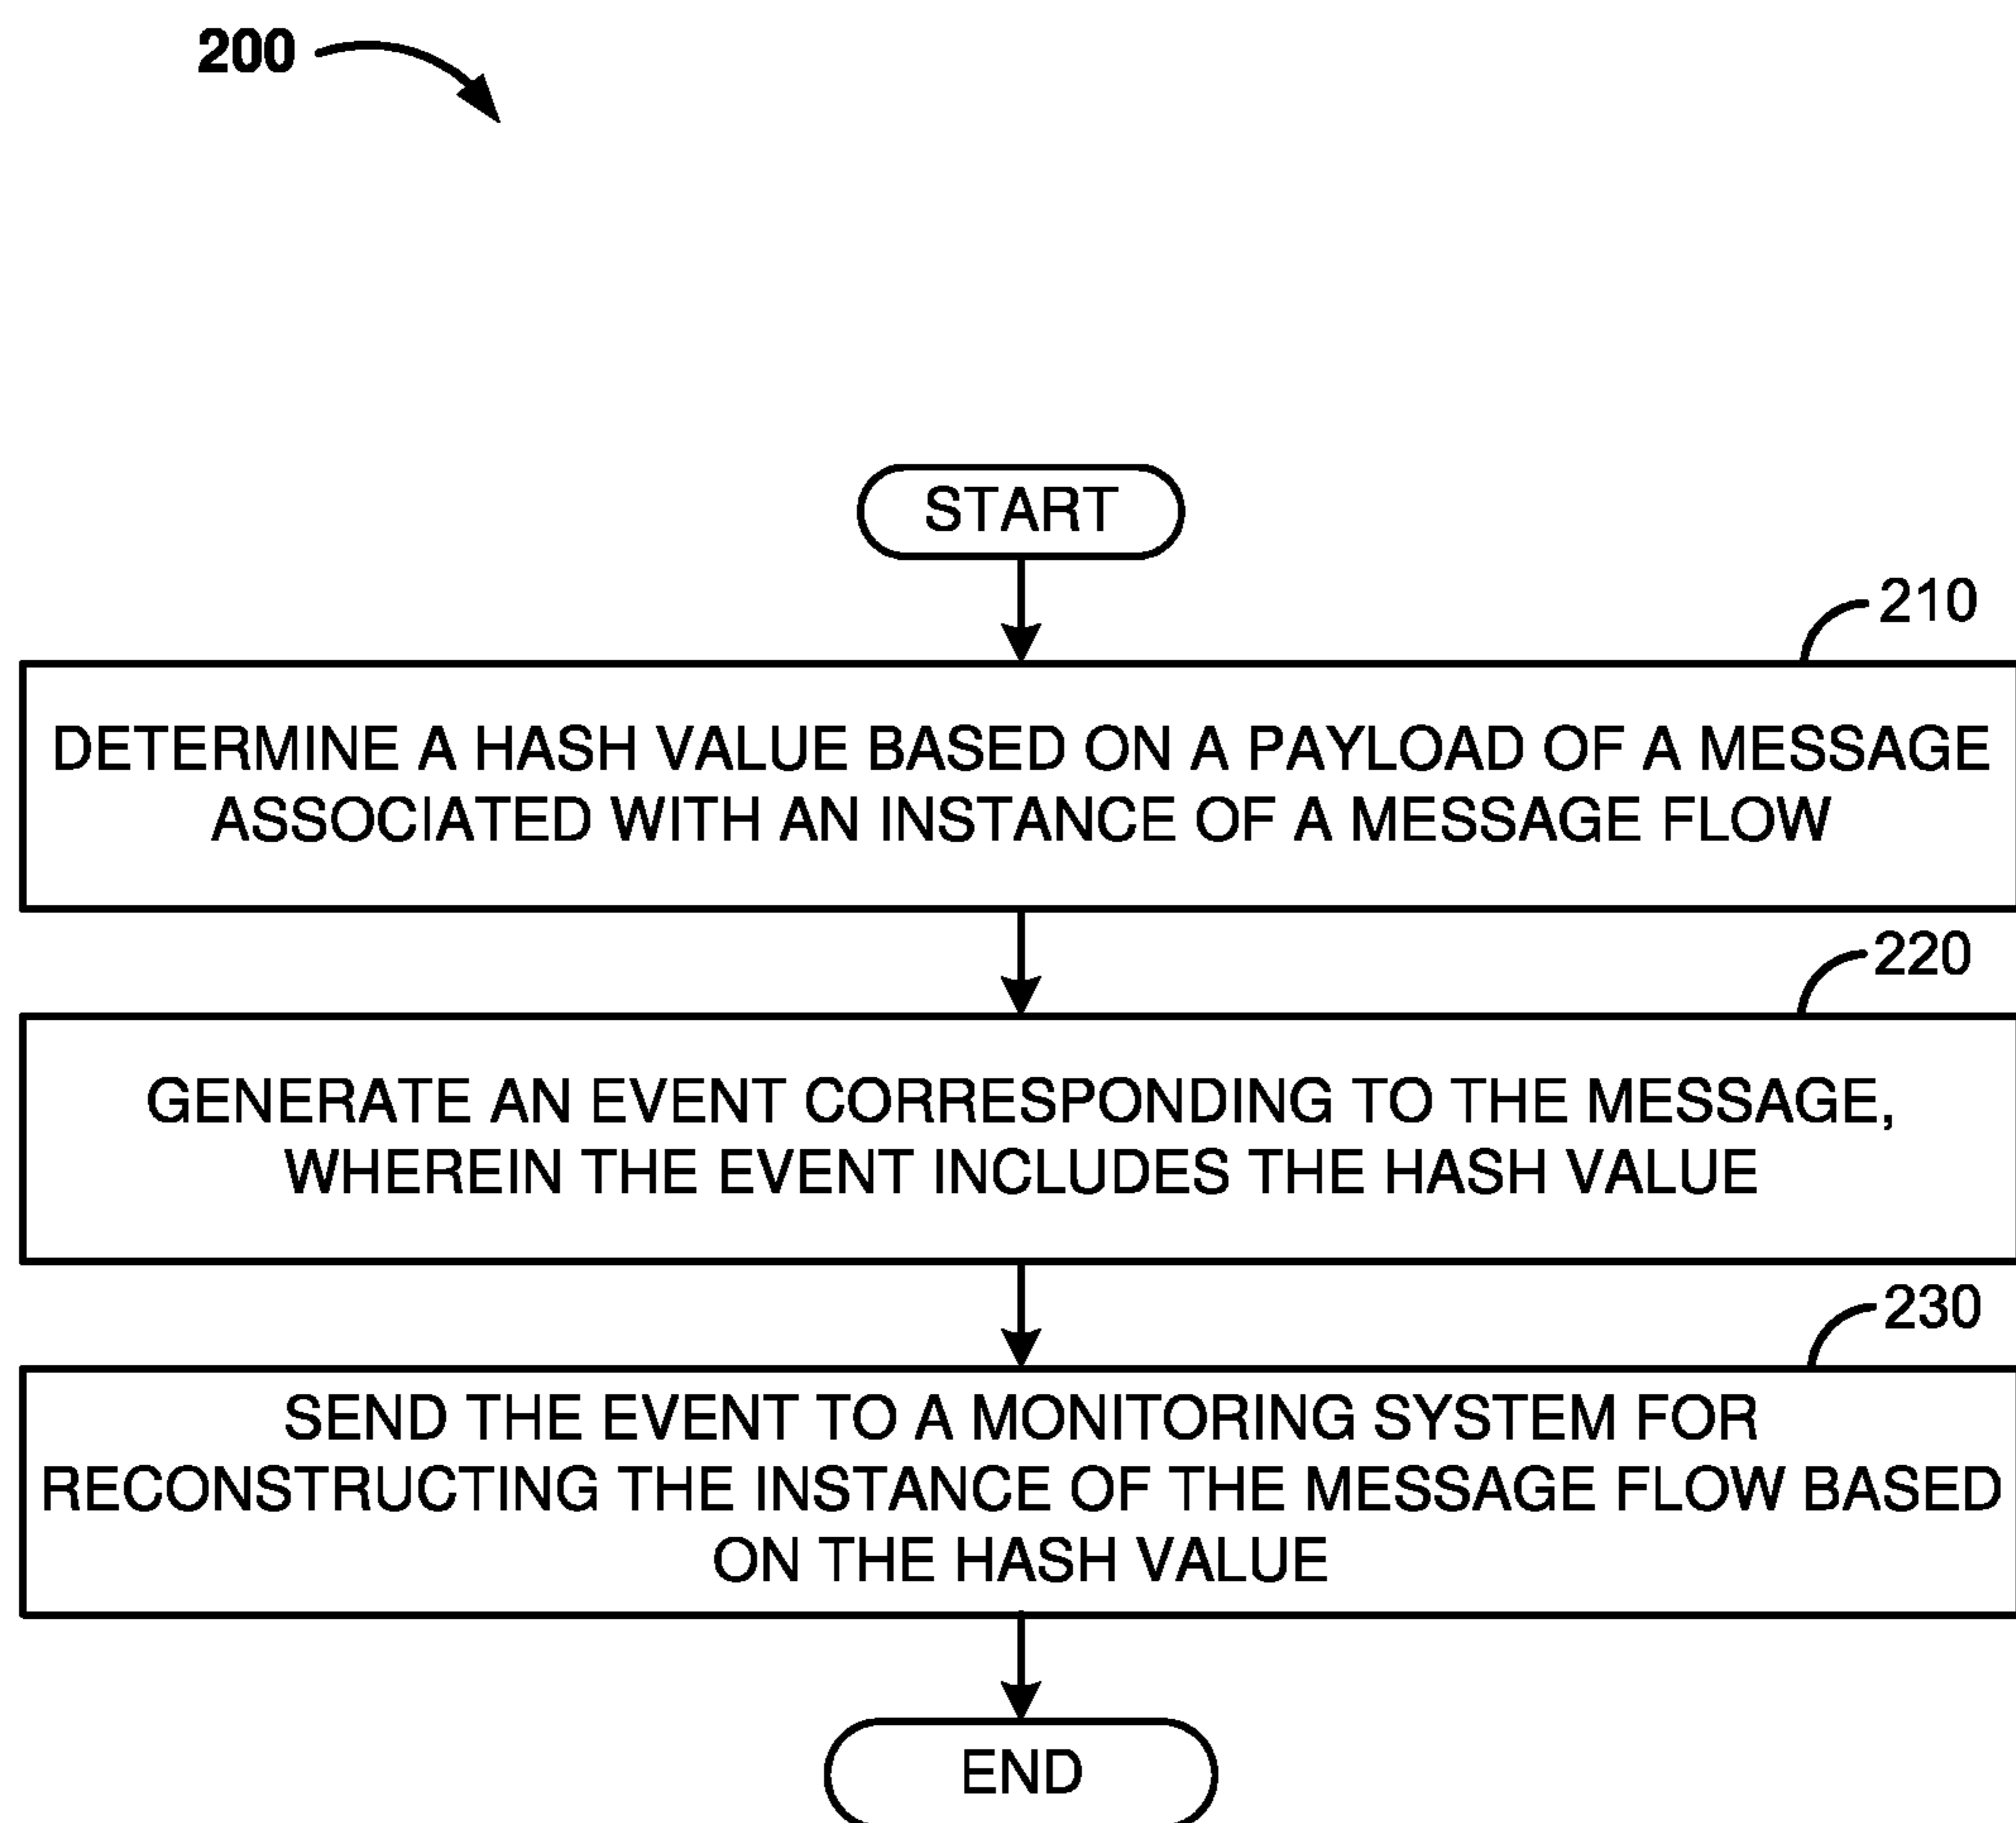 200
START
210
DETERMINE A HASH VALUE BASED ON A PAYLOAD OF A MESSAGE
ASSOCIATED WITH AN INSTANCE OF A MESSAGE FLOW
220
GENERATE AN EVENT CORRESPONDING TO THE MESSAGE,
WHEREIN THE EVENT INCLUDES THE HASH VALUE
230
SEND THE EVENT TO A MONITORING SYSTEM FOR
RECONSTRUCTING THE INSTANCE OF THE MESSAGE FLOW BASED
ON THE HASH VALUE
END